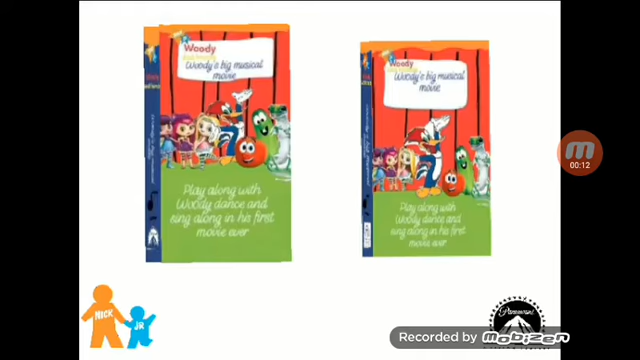 Woody
Woody's big musical
movie
Play along with
Woody dance and
sing along in his first
movie ever
Woody
Woody's big musical
movie
Play along with
Woody dance and
sing along in his first
movie ever
00:12
NICK
JR
Paramount
Recorded by mobizen